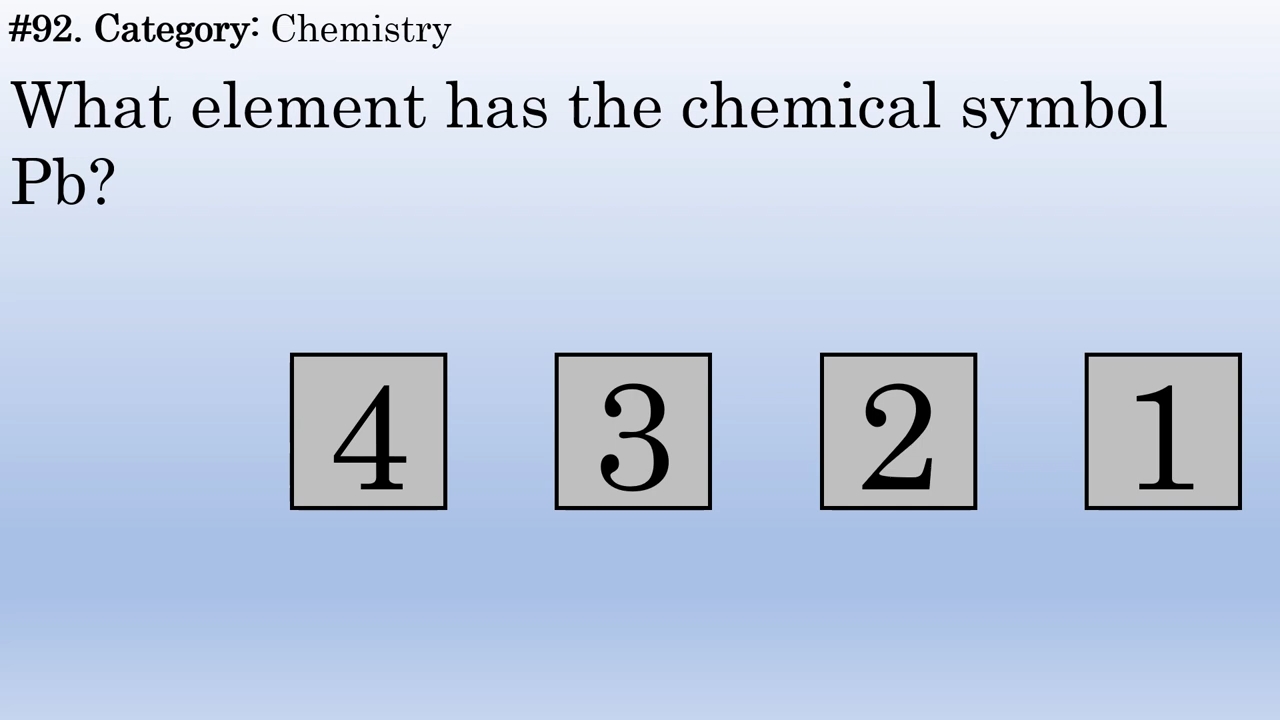 #92. Category: Chemistry
What element has the chemical symbol
Pb?
4 3 2 1